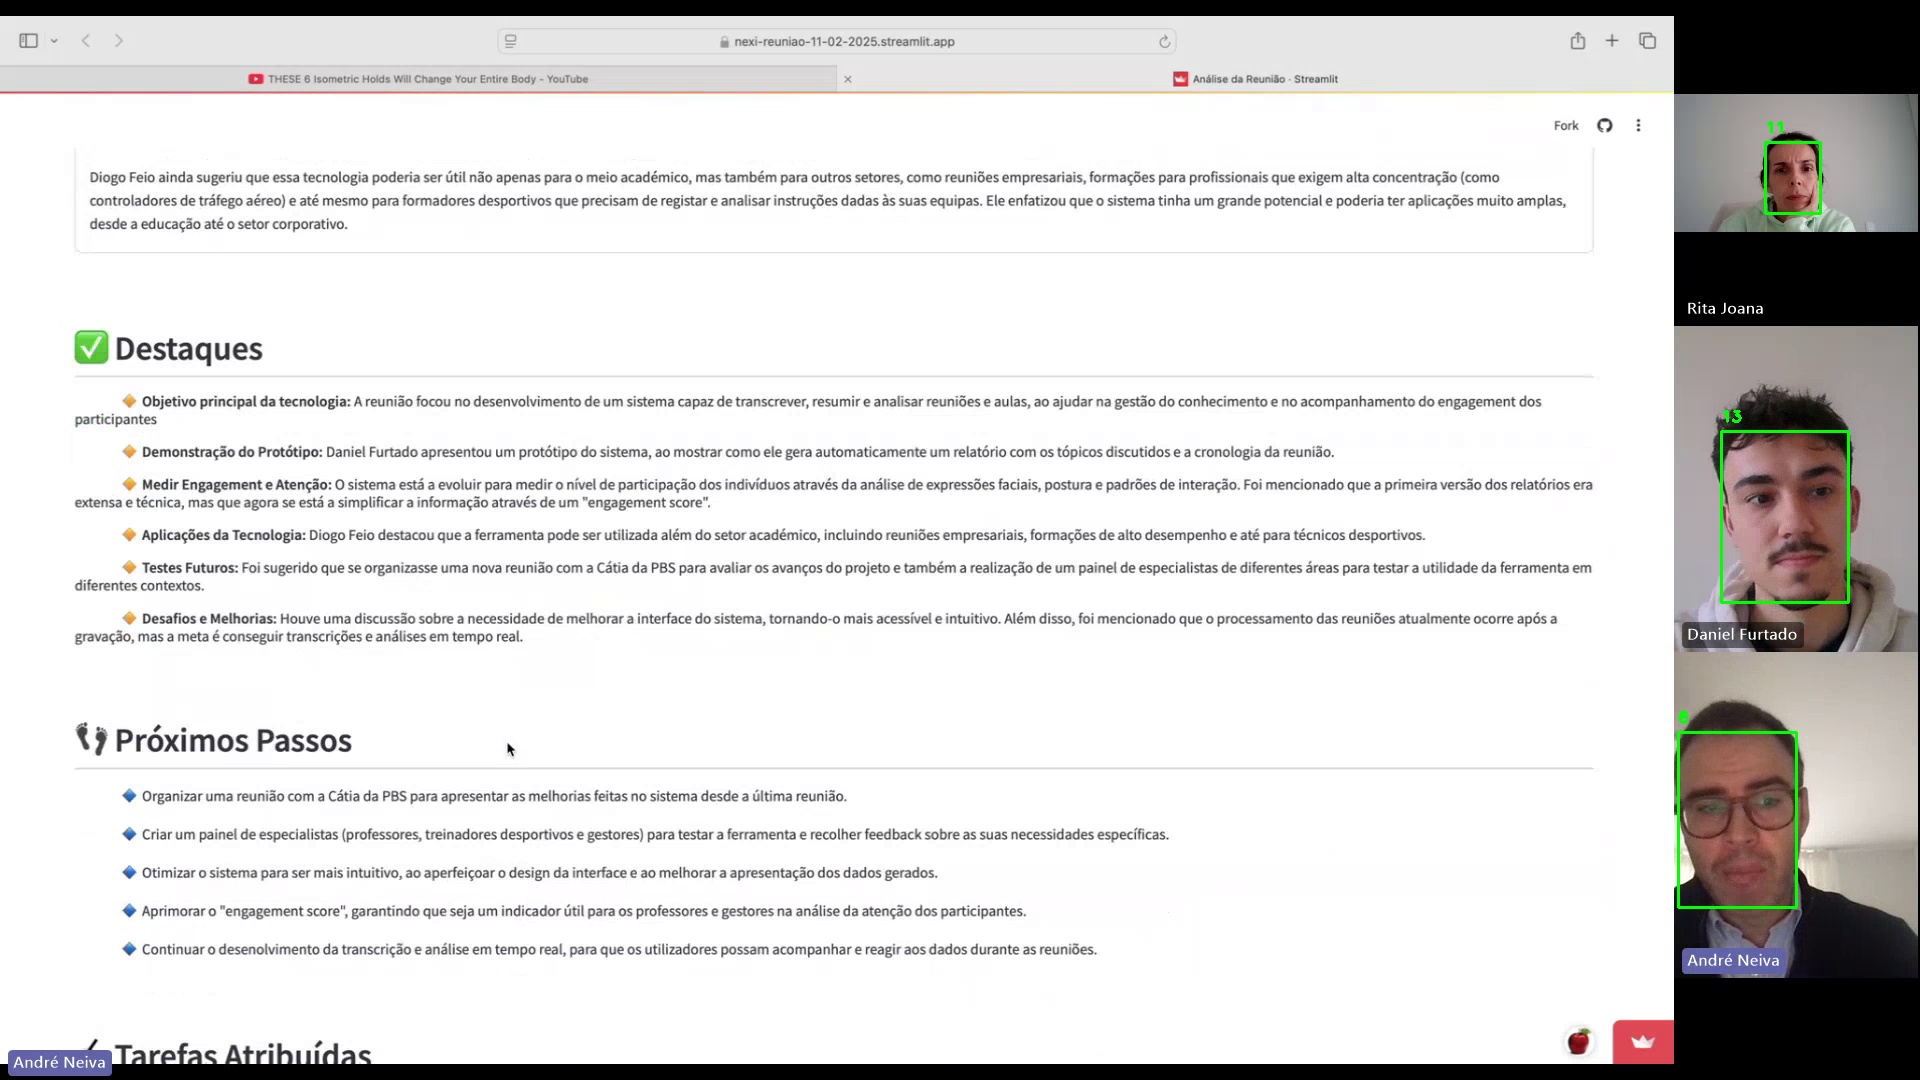 nexi-reuniao-11-02-2025.streamlit.app
THESE 6 Isometric Holds Will Change Your Entire Body - YouTube
Análise da Reunião · Streamlit
Fork
Diogo Feio ainda sugeriu que essa tecnologia poderia ser útil não apenas para o meio académico, mas também para outros setores, como reuniões empresariais, formações para profissionais que exigem alta concentração (como
controladores de tráfego aéreo) e até mesmo para formadores desportivos que precisam de registar e analisar instruções dadas às suas equipas. Ele enfatizou que o sistema tinha um grande potencial e poderia ter aplicações muito amplas,
desde a educação até o setor corporativo.
Destaques
Objetivo principal da tecnologia: A reunião focou no desenvolvimento de um sistema capaz de transcrever, resumir e analisar reuniões e aulas, ao ajudar na gestão do conhecimento e no acompanhamento do engagement dos
participantes
Demonstração do Protótipo: Daniel Furtado apresentou um protótipo do sistema, ao mostrar como ele gera automaticamente um relatório com os tópicos discutidos e a cronologia da reunião.
Medir Engagement e Atenção: O sistema está a evoluir para medir o nível de participação dos indivíduos através da análise de expressões faciais, postura e padrões de interação. Foi mencionado que a primeira versão dos relatórios era
extensa e técnica, mas que agora se está a simplificar a informação através de um "engagement score".
Aplicações da Tecnologia: Diogo Feio destacou que a ferramenta pode ser utilizada além do setor académico, incluindo reuniões empresariais, formações de alto desempenho e até para técnicos desportivos.
Testes Futuros: Foi sugerido que se organizasse uma nova reunião com a Cátia da PBS para avaliar os avanços do projeto e também a realização de um painel de especialistas de diferentes áreas para testar a utilidade da ferramenta em
diferentes contextos.
Desafios e Melhorias: Houve uma discussão sobre a necessidade de melhorar a interface do sistema, tornando-o mais acessível e intuitivo. Além disso, foi mencionado que o processamento das reuniões atualmente ocorre após a
gravação, mas a meta é conseguir transcrições e análises em tempo real.
Próximos Passos
Organizar uma reunião com a Cátia da PBS para apresentar as melhorias feitas no sistema desde a última reunião.
Criar um painel de especialistas (professores, treinadores desportivos e gestores) para testar a ferramenta e recolher feedback sobre as suas necessidades específicas.
Otimizar o sistema para ser mais intuitivo, ao aperfeiçoar o design da interface e ao melhorar a apresentação dos dados gerados.
Aprimorar o "engagement score", garantindo que seja um indicador útil para os professores e gestores na análise da atenção dos participantes.
Continuar o desenolvimento da transcrição e análise em tempo real, para que os utilizadores possam acompanhar e reagir aos dados durante as reuniões.
Tarefas Atribuídas
André Neiva
11
Rita Joana
13
Daniel Furtado
8
André Neiva